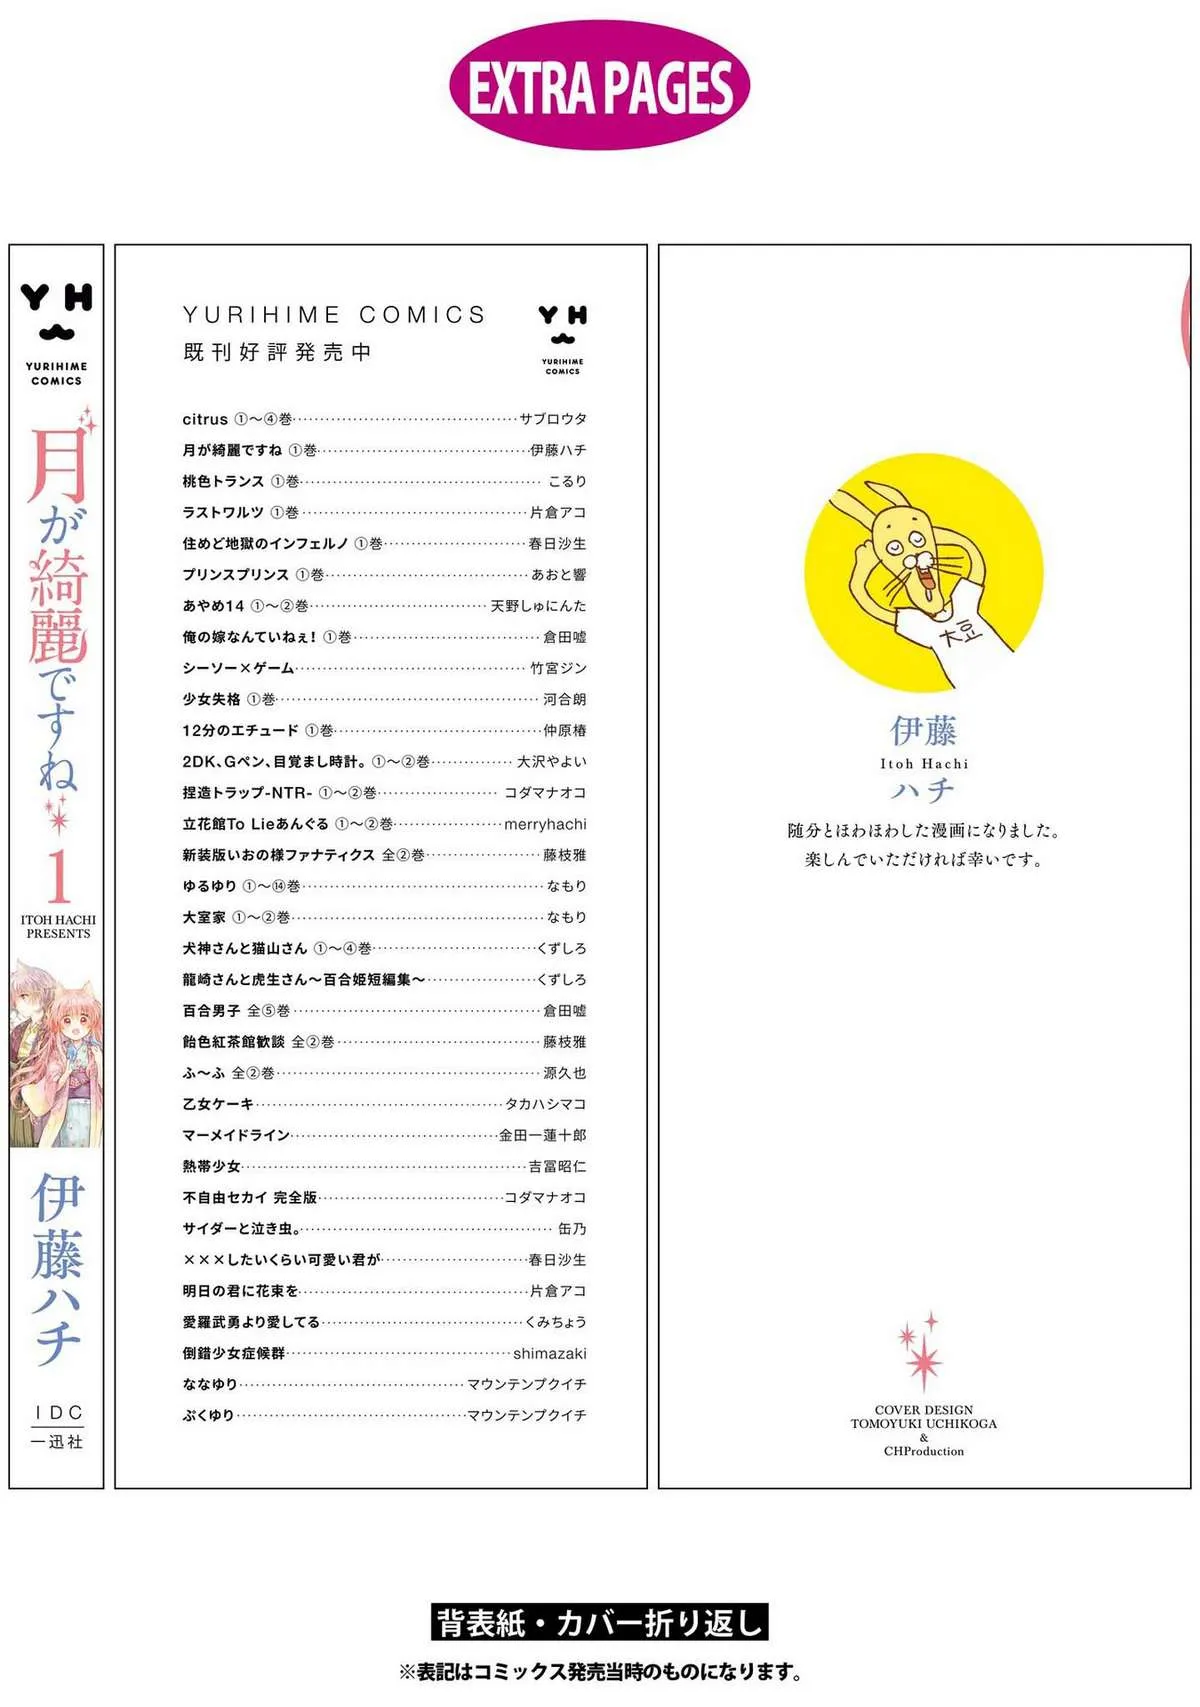 EXTRA PAGES
YH
YURIHIME
COMICS
月が綺麗ですね
1
ITOH HACHI
PRESENTS
伊藤ハチ
IDC
一迅社
YURIHIME COMICS
既刊好評発売中
YH
YURIHIME
COMICS
citrus ①〜④巻……サブロウタ
月が綺麗ですね ①巻……伊藤ハチ
桃色トランス ①巻……こるり
ラストワルツ ①巻……片倉アコ
住めど地獄のインフェルノ ①巻……春日沙生
プリンスプリンス ①巻……あおと響
あやめ14 ①〜②巻……天野しゅにんた
俺の嫁なんていねぇ! ①巻……倉田嘘
シーソー×ゲーム……竹宮ジン
少女失格 ①巻……河合朗
12分のエチュード ①巻……仲原椿
2DK、Gペン、目覚まし時計。 ①〜②巻……大沢やよい
捏造トラップ-NTR- ①〜②巻……コダマナオコ
立花館To Lieあんぐる ①〜②巻……merryhachi
新装版いおの様ファナティクス 全②巻……藤枝雅
ゆるゆり ①〜⑭巻……なもり
大室家 ①〜②巻……なもり
犬神さんと猫山さん ①〜④巻……くずしろ
龍崎さんと虎生さん〜百合姫短編集〜……くずしろ
百合男子 全⑤巻……倉田嘘
飴色紅茶館歓談 全②巻……藤枝雅
ふ〜ふ 全②巻……源久也
乙女ケーキ……タカハシマコ
マーメイドライン……金田一蓮十郎
熱帯少女……吉冨昭仁
不自由セカイ 完全版……コダマナオコ
サイダーと泣き虫。……缶乃
×××したいくらい可愛い君が……春日沙生
明日の君に花束を……片倉アコ
愛羅武勇より愛してる……くみちょう
倒錯少女症候群……shimazaki
ななゆり……マウンテンプクイチ
ぷくゆり……マウンテンプクイチ
大豆
伊藤
Itoh Hachi
ハチ
随分とほわほわした漫画になりました。
楽しんでいただければ幸いです。
COVER DESIGN
TOMOYUKI UCHIKOGA
&
CHProduction
背表紙・カバー折り返し
※表記はコミックス発売当時のものになります。